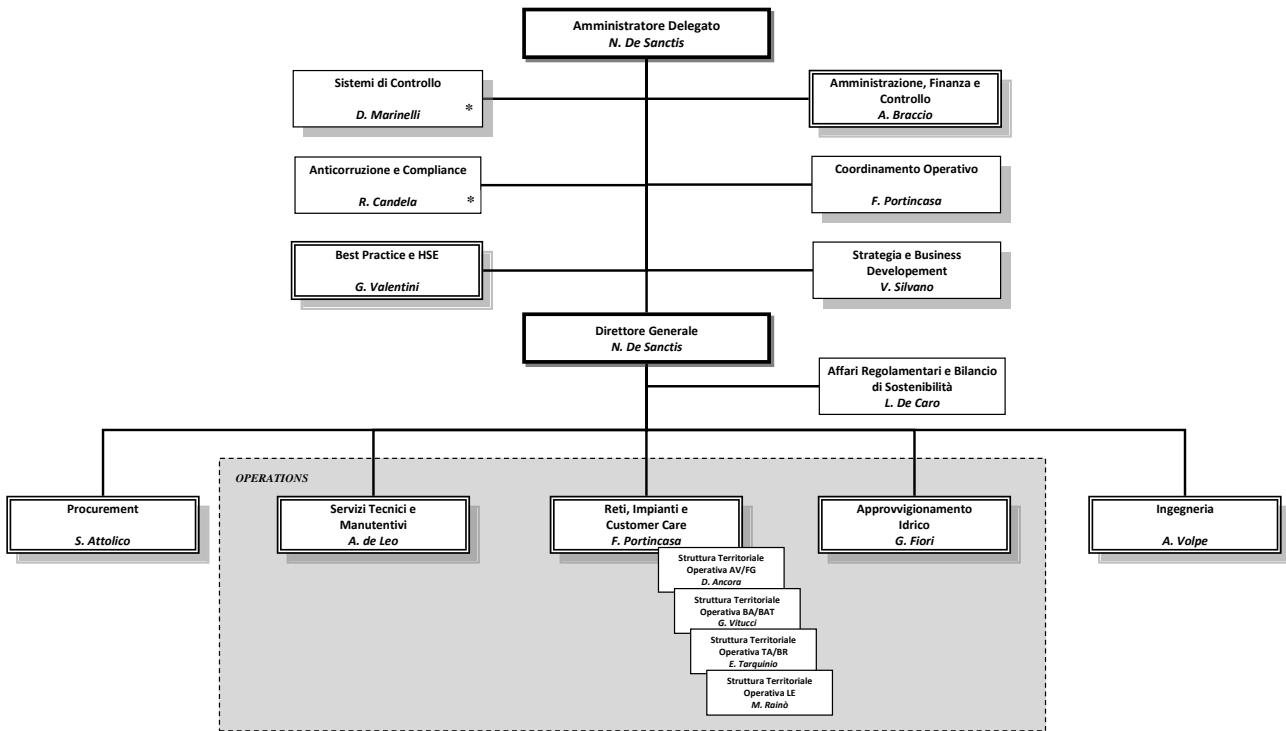 Amministratore Delegato
N. De Sanctis
Sistemi di Controllo
D. Marinelli
*
Amministrazione, Finanza e
Controllo
A. Braccio
Anticorruzione e Compliance
R. Candela
*
Coordinamento Operativo
F. Portincasa
Best Practice e HSE
G. Valentini
Strategia e Business
Developement
V. Silvano
Direttore Generale
N. De Sanctis
Affari Regolamentari e Bilancio
di Sostenibilità
L. De Caro
OPERATIONS
Procurement
S. Attolico
Servizi Tecnici e
Manutentivi
A. de Leo
Reti, Impianti e
Customer Care
F. Portincasa
Approvvigionamento
Idrico
G. Fiori
Ingegneria
A. Volpe
Struttura Territoriale
Operativa AV/FG
D. Ancora
Struttura Territoriale
Operativa BA/BAT
G. Vitucci
Struttura Territoriale
Operativa TA/BR
E. Tarquinio
Struttura Territoriale
Operativa LE
M. Rainò